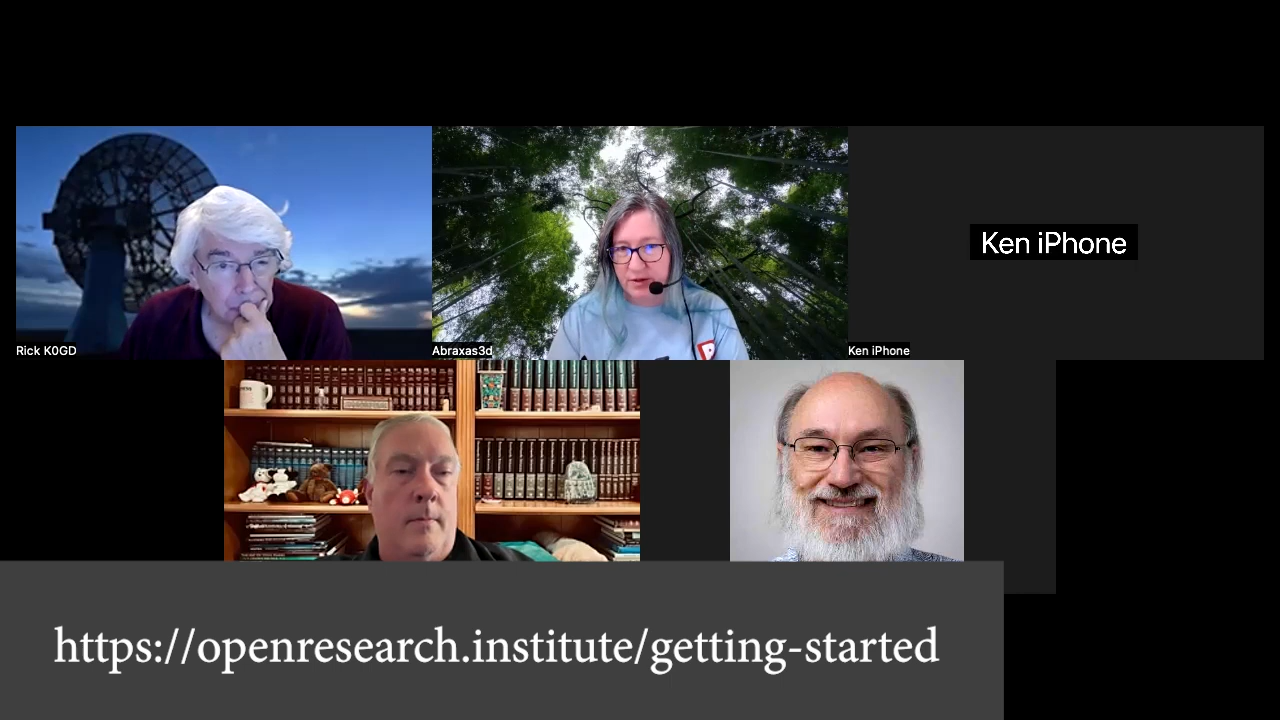 Ken iPhone
Rick K0GD
Abraxas3d
Ken iPhone
https://openresearch.institute/getting-started